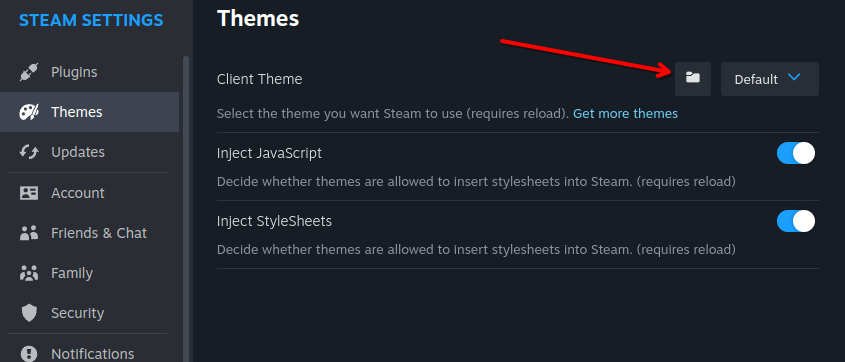 STEAM SETTINGS
Plugins
Themes
Updates
Account
Friends & Chat
Family
Security
Notifications
Themes
Client Theme
Default
Select the theme you want Steam to use (requires reload). Get more themes
Inject JavaScript
Decide whether themes are allowed to insert stylesheets into Steam. (requires reload)
Inject StyleSheets
Decide whether themes are allowed to insert stylesheets into Steam. (requires reload)